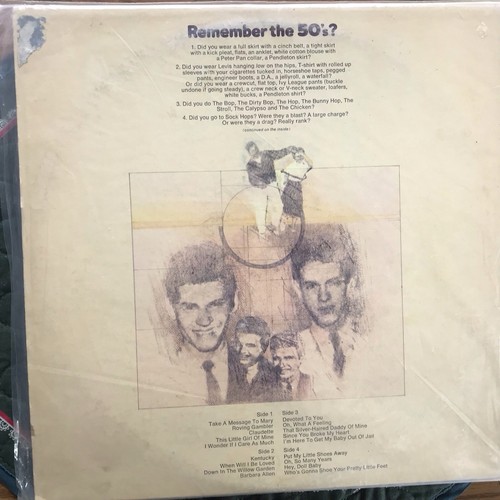 Remember the 50's?
1. Did you wear a full skirt with a cinch belt, a tight skirt
with a kick pleat, flats, an anklet, white cotton blouse with
a Peter Pan collar, a Pendleton skirt?
2. Did you wear Levis hanging low on the hips, T-shirt with rolled up
sleeves with your cigarettes tucked in, horseshoe taps, pegged
pants, engineer boots, a D.A., a jellyroll, a waterfall?
Or did you wear a crewcut, flat top, Ivy League pants (buckle
undone if going steady), a crew neck or V-neck sweater, loafers,
white bucks, a Pendleton shirt?
3. Did you do The Bop, The Dirty Bop, The Hop, The Bunny Hop, The
Stroll, The Calypso and The Chicken?
4. Did you go to Sock Hops? Were they a blast? A large charge?
Or were they a drag? Really rank?
(continued on the inside)
Side 1
Take A Message To Mary
Roving Gambler
Claudette
This Little Girl Of Mine
I Wonder If I Care As Much
Side 2
Kentucky
When Will I Be Loved
Down In The Willow Garden
Barbara Allen
Side 3
Devoted To You
Oh, What A Feeling
That Silver-Haired Daddy Of Mine
Since You Broke My Heart
I'm Here To Get My Baby Out Of Jail
Side 4
Put My Little Shoes Away
Oh, So Many Years
Hey, Doll Baby
Who's Gonna Shoe Your Pretty Little Feet